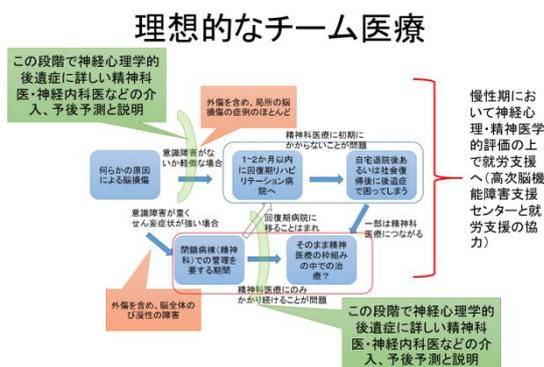 理想的なチーム医療
この段階で神経心理学的
後遺症に詳しい精神科
医・神経内科医などの介
入、予後予測と説明
外傷を含め、局所の脳
損傷の症例のほとんど
精神科医療に初期に
かからないことが問題
何らかの原因
による脳損傷
意識障害がな
いか軽微な場合
1-2か月以内
に回復期リハビ
リテーション病
院へ
自宅退院後あ
るいは社会復
帰後に後遺症
で困ってしまう
慢性期にお
いて神経心
理・精神医学
的評価の上
で就労支援
へ(高次脳機
能障害支援
センターと就
労支援の協
力)
意識障害が重く
せん妄症状が強い場合
回復期病院に
移ることはまれ
一部は精神科
医療につながる
閉鎖病棟(精神
科)での管理を
要する期間
そのまま精神
医療の枠組み
の中での治
療?
精神科医療にのみ
かかり続けることが問題
外傷を含め、脳全体の
び漫性の障害
この段階で神経心理学的
後遺症に詳しい精神科
医・神経内科医などの介
入、予後予測と説明